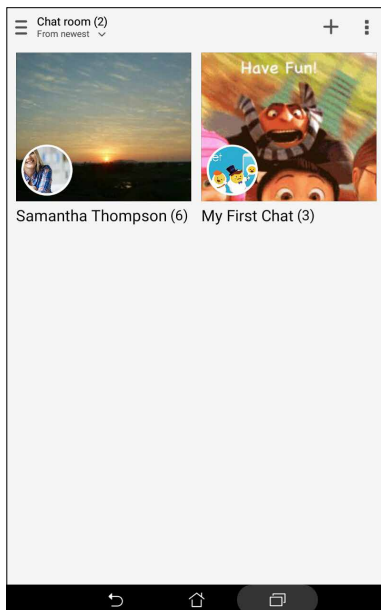 Chat room (2)
From newest
Have Fun!
Samantha Thompson (6)
My First Chat (3)